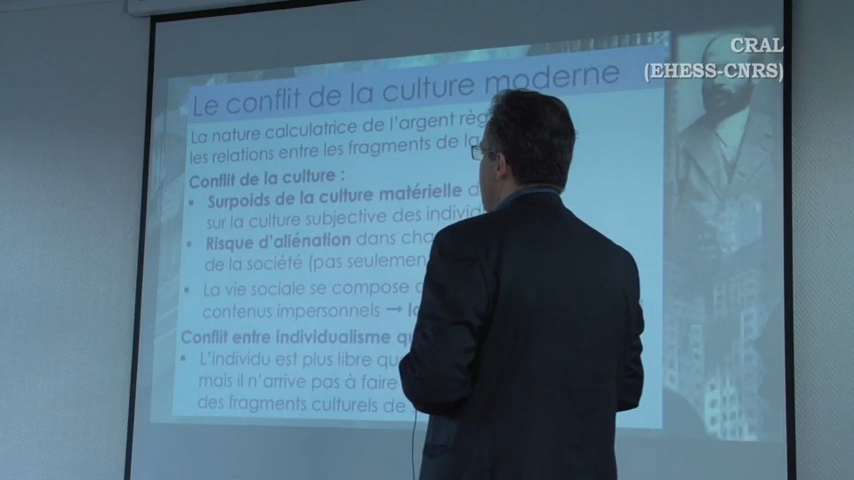 CRAL
(EHESS-CNRS)
Le conflit de la culture moderne
La nature calculatrice de l'argent règ
les relations entre les fragments de la
Conflit de la culture :
▪ Surpoids de la culture matérielle d
sur la culture subjective des individ
▪ Risque d'aliénation dans cha
de la société (pas seulemen
▪ La vie sociale se compose
contenus impersonnels →
Conflit entre individualisme qu
▪ L'individu est plus libre qu
mais il n'arrive pas à faire
des fragments culturels de